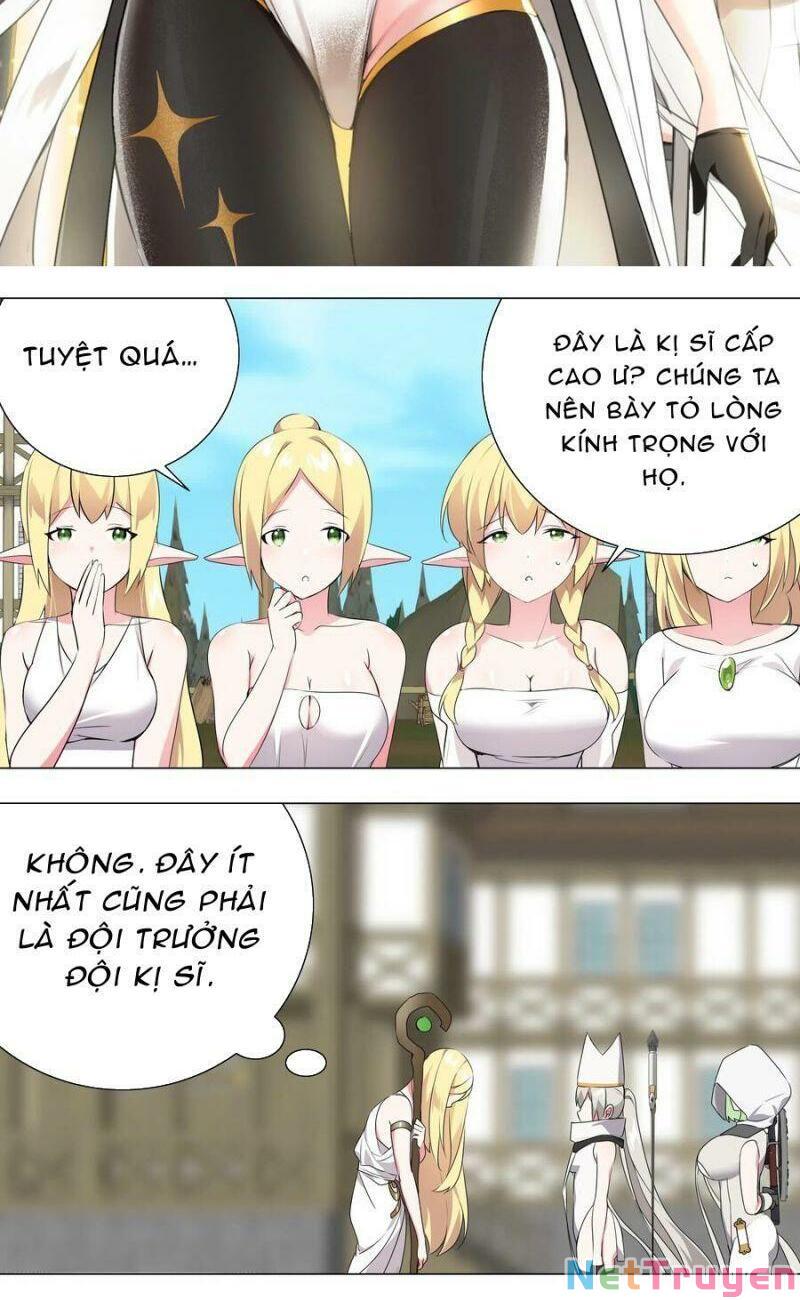 TUYỆT QUÁ...
ĐÂY LÀ KỊ SĨ CẤP
CAO Ư? CHÚNG TA
NÊN BÀY TỎ LÒNG
KÍNH TRỌNG VỚI
HỌ.
KHÔNG. ĐÂY ÍT
NHẤT CŨNG PHẢI
LÀ ĐỘI TRƯỞNG
ĐỘI KỊ SĨ.
NetTruyen